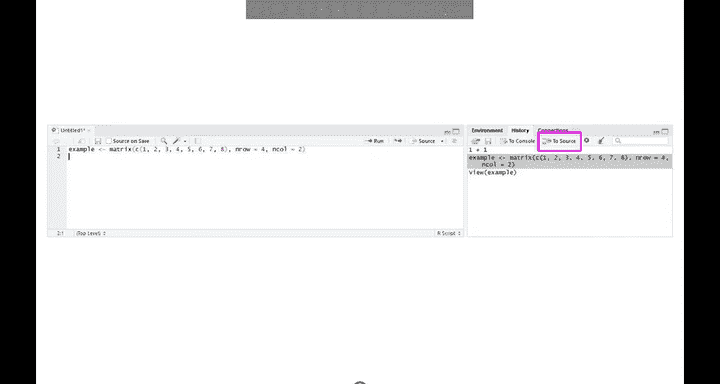 Untitled1*
Source on Save
Run
Source
1 example <- matrix(c(1, 2, 3, 4, 5, 6, 7, 8), nrow = 4, ncol = 2)
2
2:1 (Top Level)
R Script
Environment History Connections
To Console To Source
1 + 1
example <- matrix(c(1, 2, 3, 4, 5, 6, 7, 8), nrow = 4,
ncol = 2)
View(example)